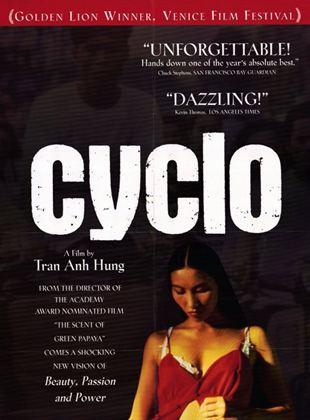 (GOLDEN LION WINNER, VENICE FILM FESTIVAL)
"UNFORGETTABLE!
Hands down one of the year's absolute best."
Chuck Stephens, SAN FRANCISCO BAY GUARDIAN
"DAZZLING!"
Kevin Thomas, LOS ANGELES TIMES
cyclo
A Film by
Tran Anh Hung
FROM THE DIRECTOR OF
THE ACADEMY
AWARD NOMINATED FILM
"THE SCENT OF
GREEN PAPAYA"
COMES A SHOCKING
NEW VISION OF
Beauty, Passion
and Power